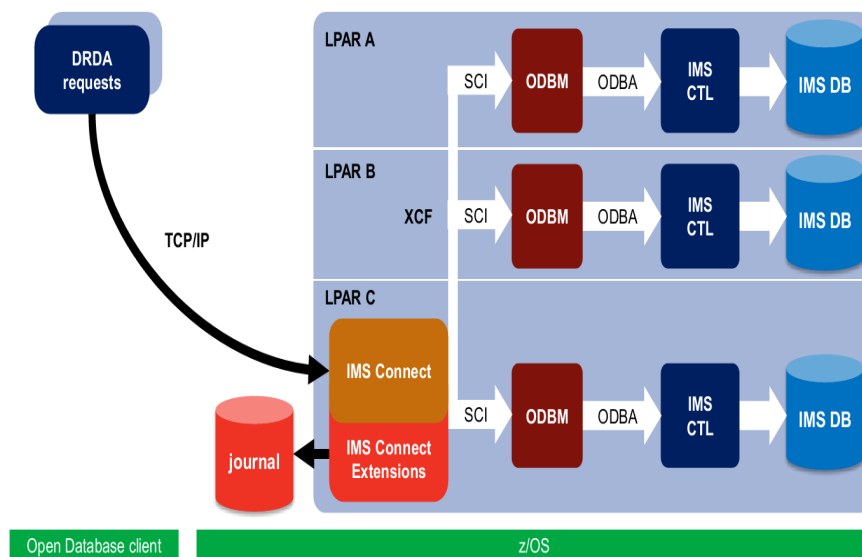 DRDA
requests
TCP/IP
LPAR A
SCI
ODBM
ODBA
IMS
CTL
IMS DB
LPAR B
XCF
SCI
ODBM
ODBA
IMS
CTL
IMS DB
LPAR C
IMS Connect
IMS Connect
Extensions
SCI
ODBM
ODBA
IMS
CTL
IMS DB
journal
Open Database client
z/OS